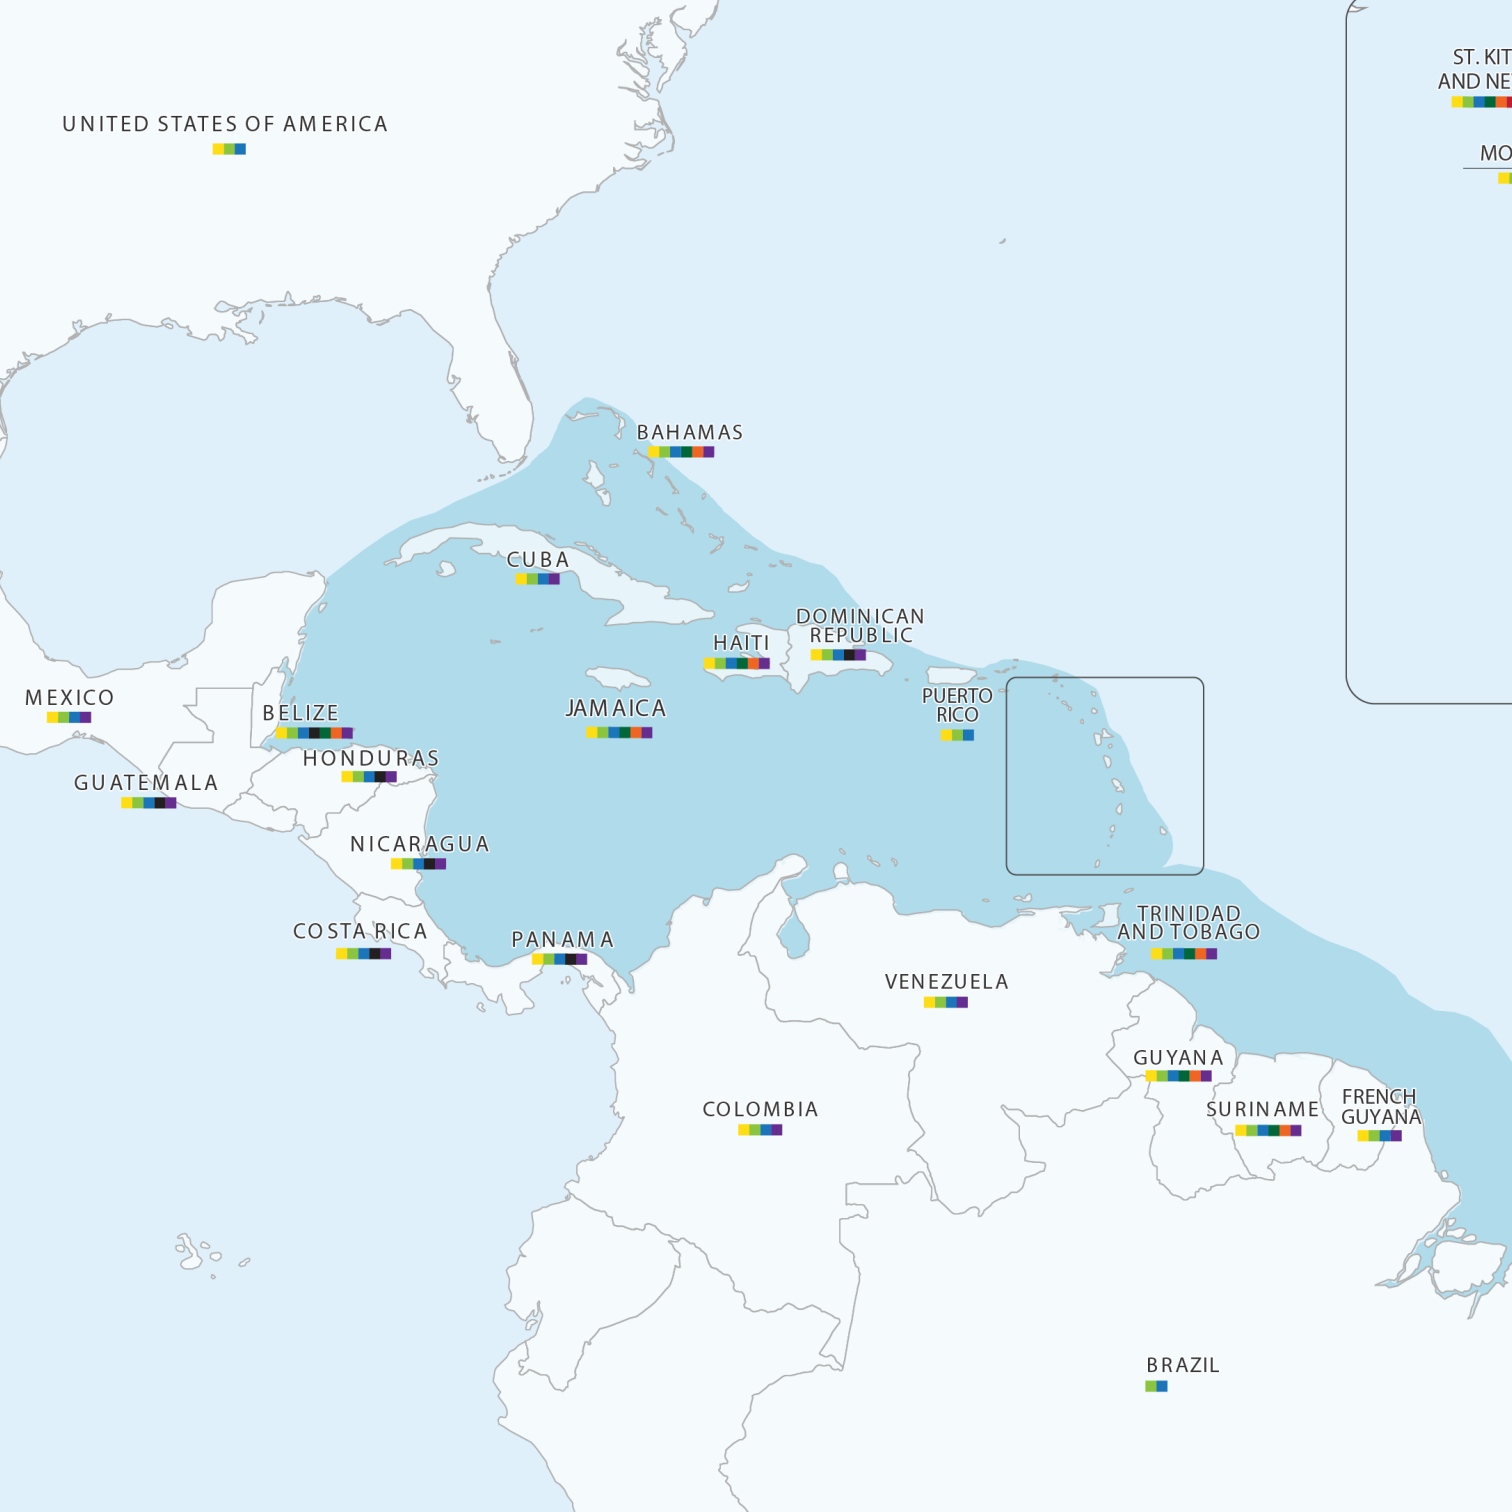 ST. KIT
AND NE
UNITED STATES OF AMERICA
MO
BAHAMAS
CUBA
DOMINICAN
REPUBLIC
HAITI
MEXICO
PUERTO
RICO
JAMAICA
BELIZE
HONDURAS
GUATEMALA
NICARAGUA
TRINIDAD
AND TOBAGO
COSTA RICA
PANAMA
VENEZUELA
GUYANA
FRENCH
GUYANA
COLOMBIA
SURINAME
BRAZIL